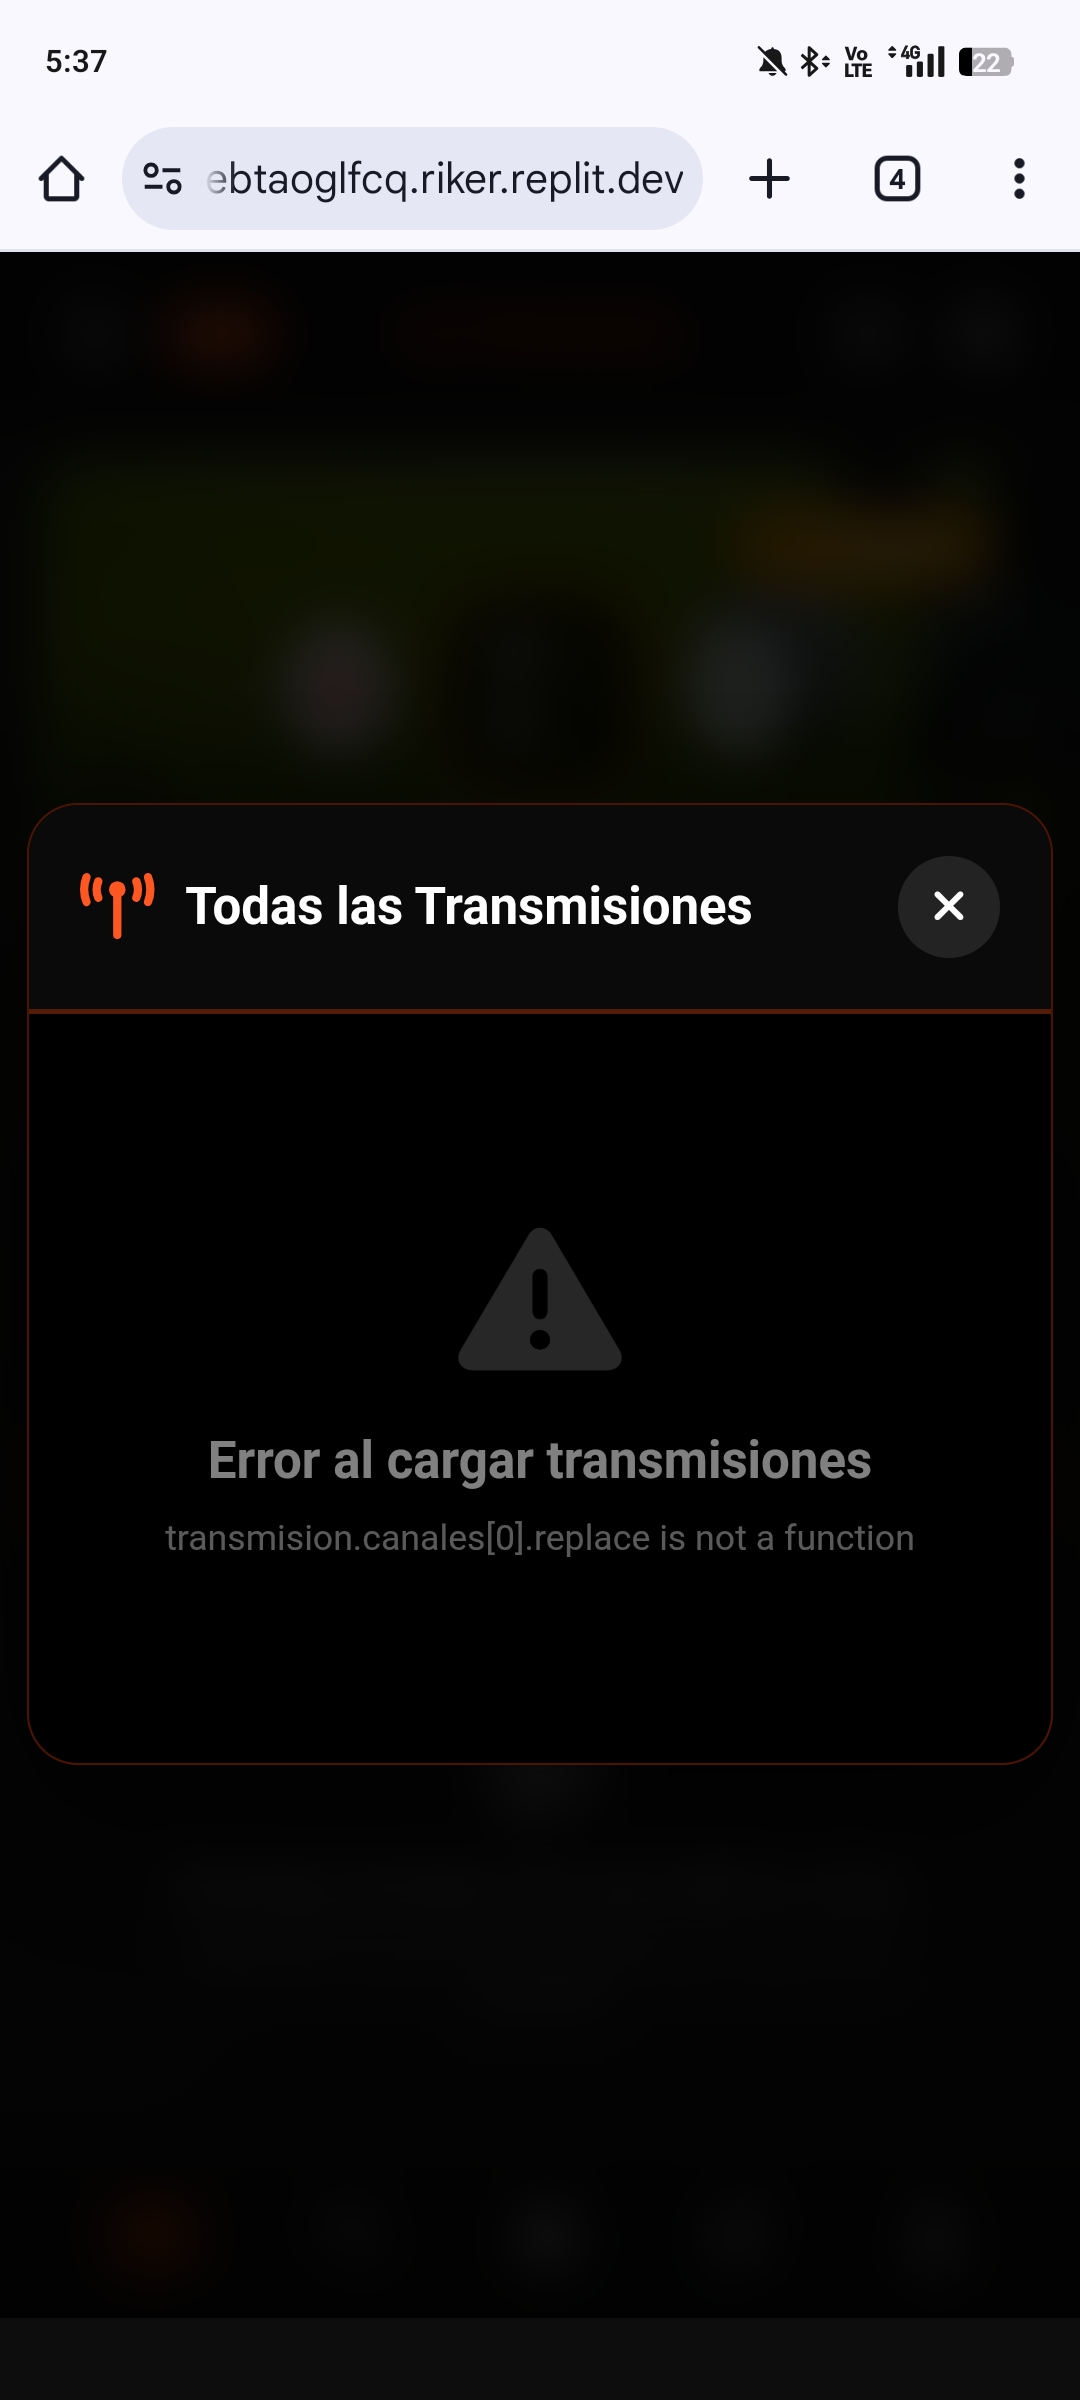 5:37
Vo
LTE
4G
22
ebtaoglfcq.riker.replit.dev
4
Todas las Transmisiones
Error al cargar transmisiones
transmision.canales[0].replace is not a function